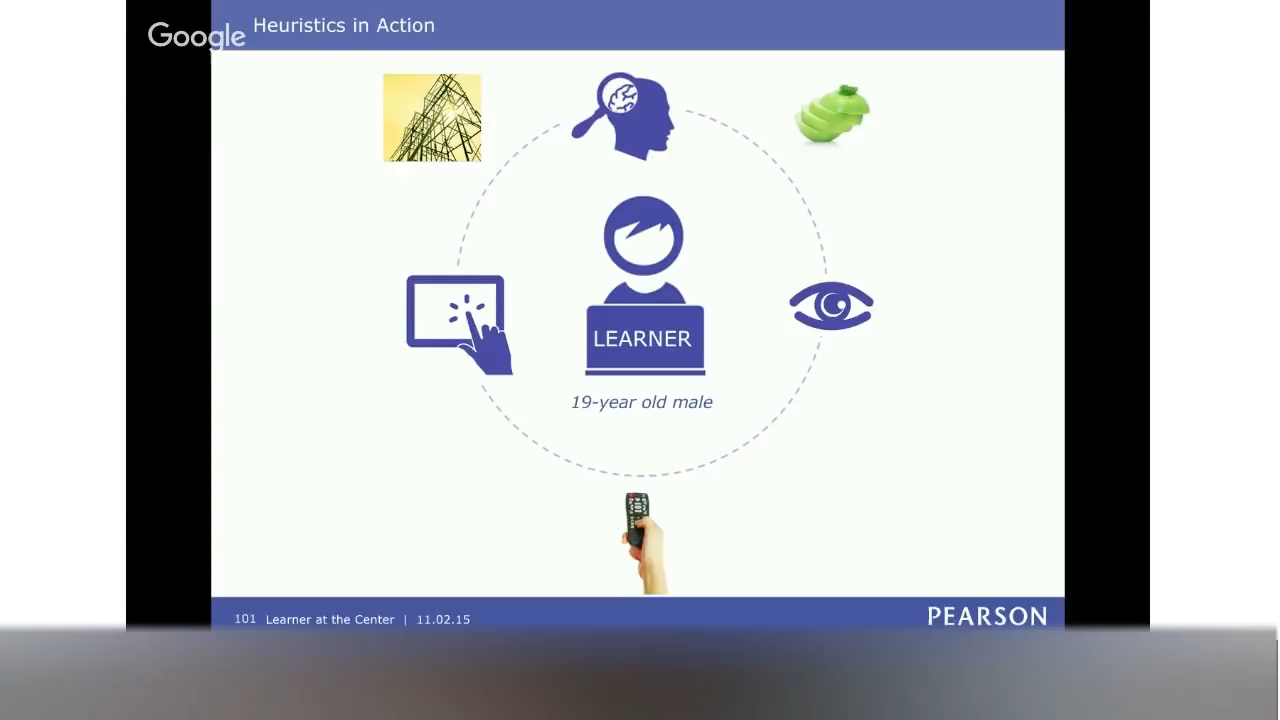 Heuristics in Action
Google
LEARNER
19-year old male
101 Learner at the Center | 11.02.15
PEARSON